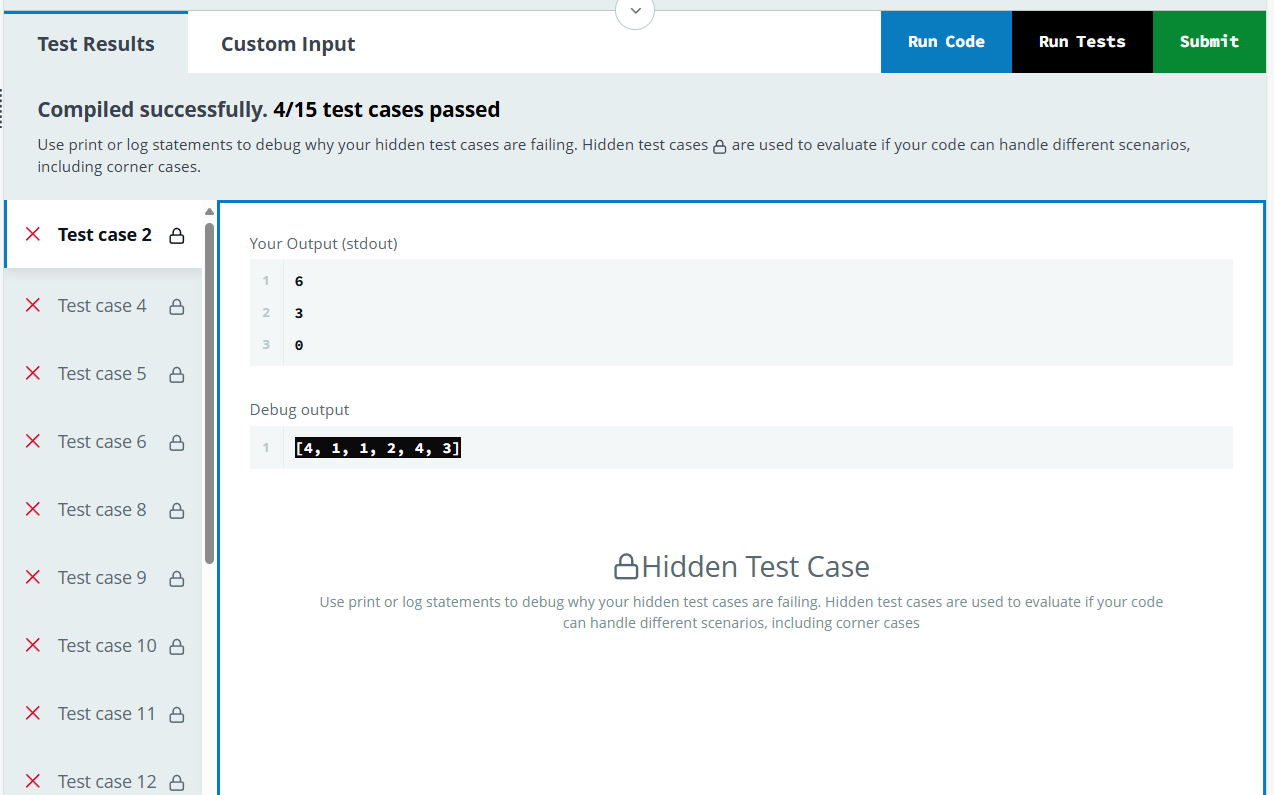 Test Results
Custom Input
Run Code
Run Tests
Submit
Compiled successfully. 4/15 test cases passed
Use print or log statements to debug why your hidden test cases are failing. Hidden test cases are used to evaluate if your code can handle different scenarios,
including corner cases.
Test case 2
Test case 4
Test case 5
Test case 6
Test case 8
Test case 9
Test case 10
Test case 11
Test case 12
Your Output (stdout)
1 6
2 3
3 0
Debug output
1 [4, 1, 1, 2, 4, 3]
Hidden Test Case
Use print or log statements to debug why your hidden test cases are failing. Hidden test cases are used to evaluate if your code
can handle different scenarios, including corner cases